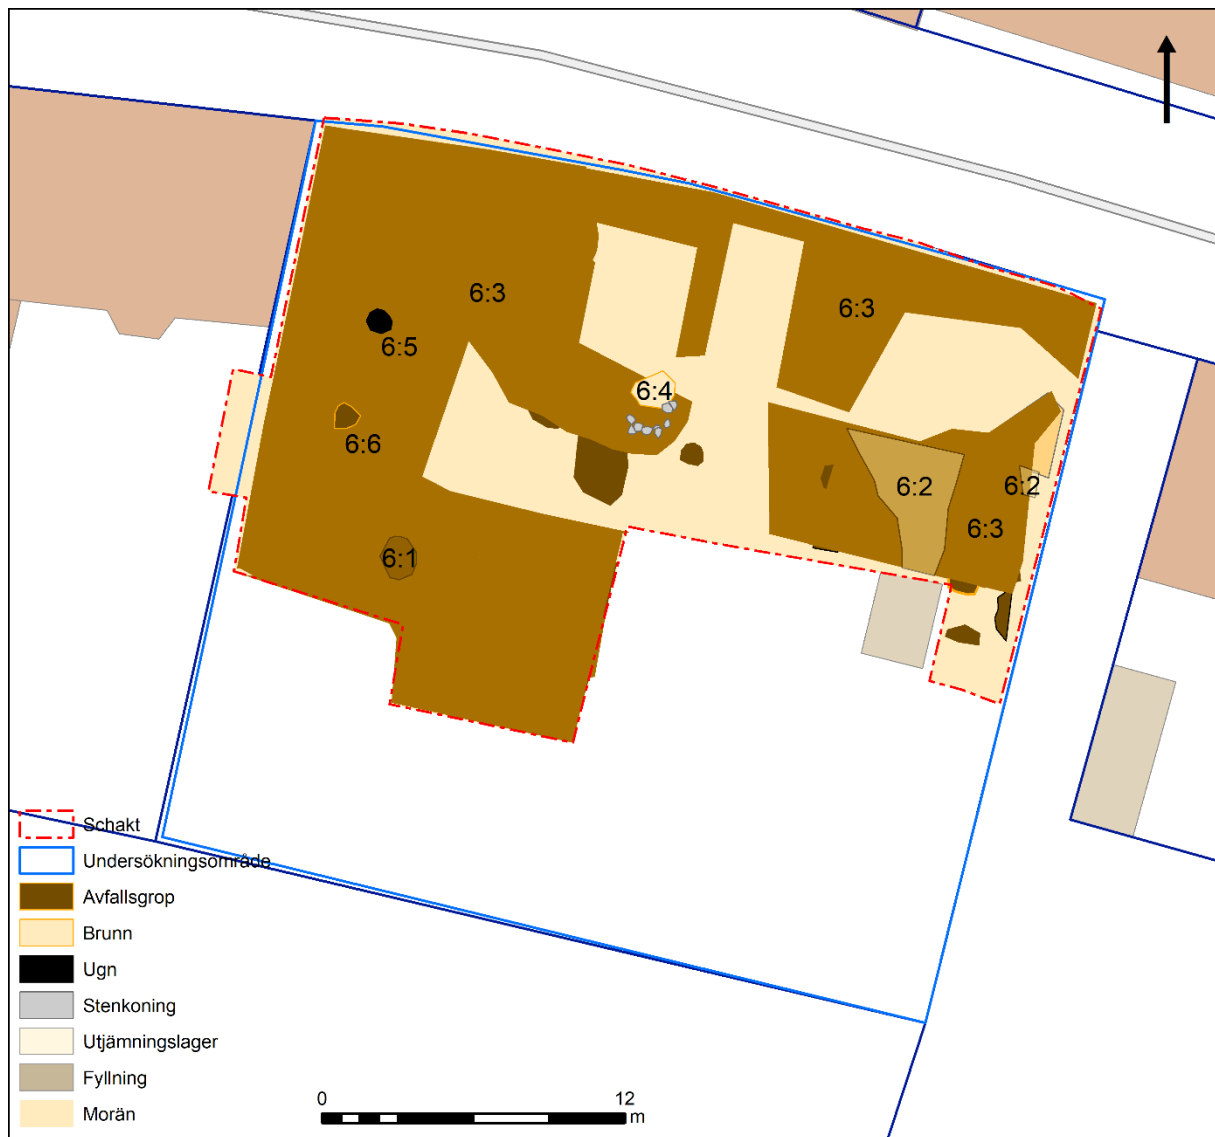 6:3
6:3
6:5
6:4
6:6
6:2
6:2
6:3
6:1
Schakt
Undersökningsområde
Avfallsgrop
Brunn
Ugn
Stenkoning
Utjämningslager
Fyllning
Morän
0 12
m